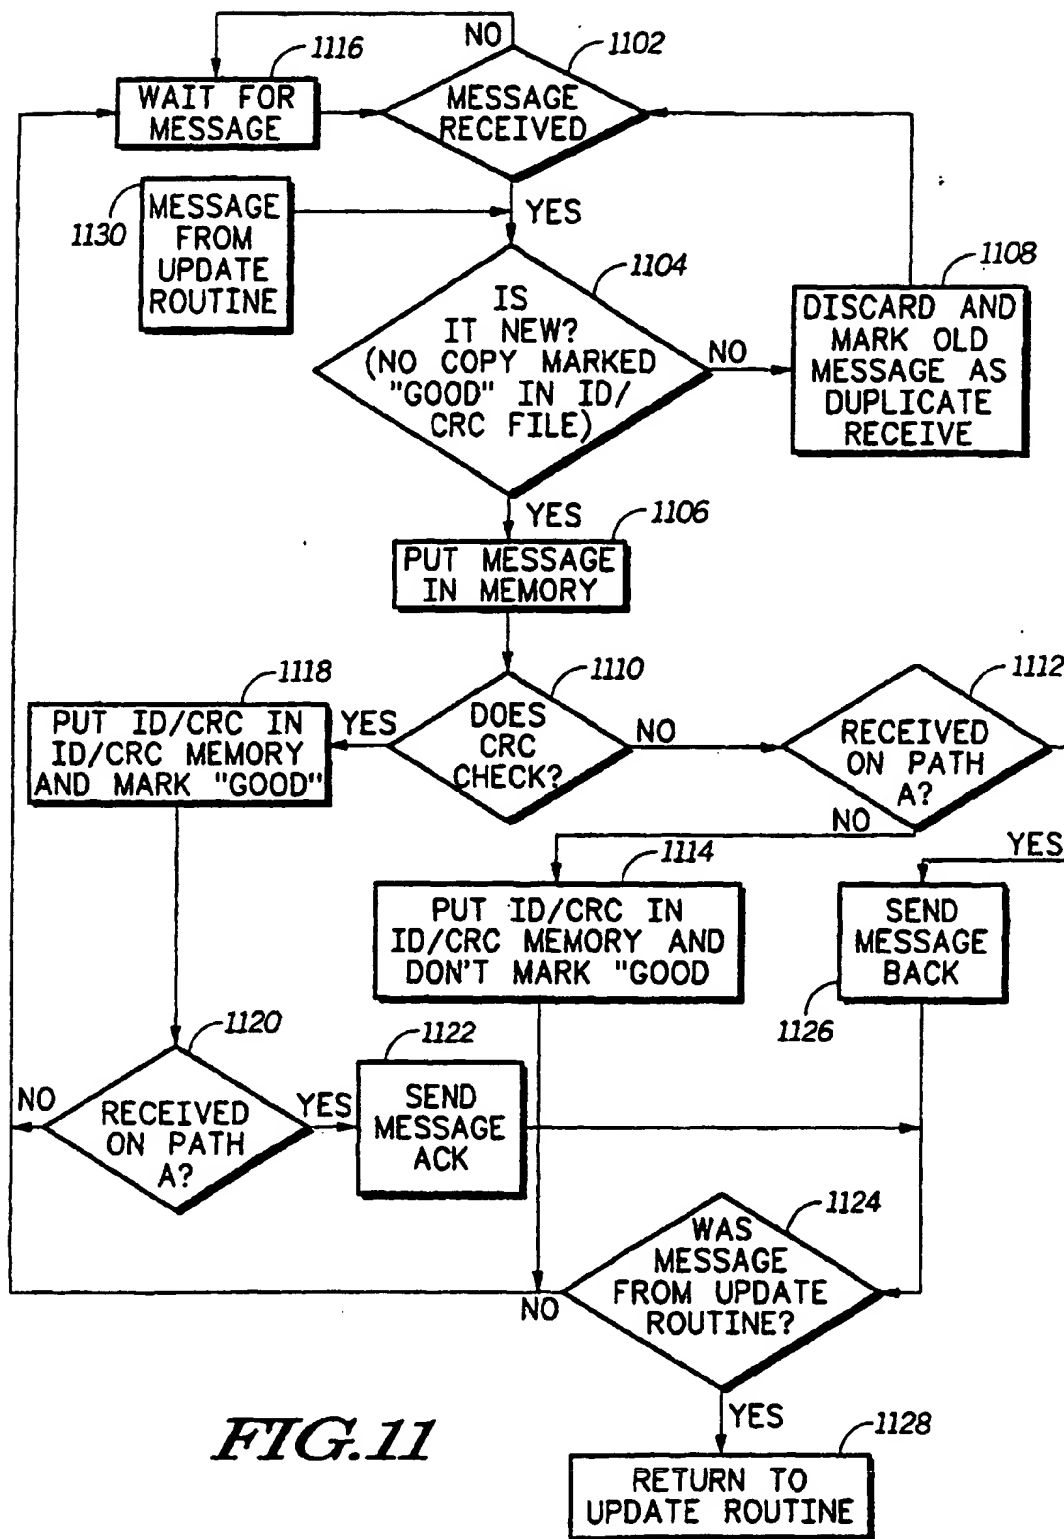 NO
1116
1102
WAIT FOR
MESSAGE
MESSAGE
RECEIVED
1130
MESSAGE
FROM
UPDATE
ROUTINE
YES
1104
IS
IT NEW?
(NO COPY MARKED
"GOOD" IN ID/
CRC FILE)
NO
1108
DISCARD AND
MARK OLD
MESSAGE AS
DUPLICATE
RECEIVE
YES
1106
PUT MESSAGE
IN MEMORY
1118
PUT ID/CRC IN
ID/CRC MEMORY
AND MARK "GOOD"
YES
1110
DOES
CRC
CHECK?
NO
1112
RECEIVED
ON PATH
A?
NO
YES
1114
PUT ID/CRC IN
ID/CRC MEMORY AND
DON'T MARK "GOOD
SEND
MESSAGE
BACK
1126
1120
NO
RECEIVED
ON PATH
A?
YES
1122
SEND
MESSAGE
ACK
1124
WAS
MESSAGE
FROM UPDATE
ROUTINE?
NO
YES
1128
RETURN TO
UPDATE ROUTINE
FIG.11